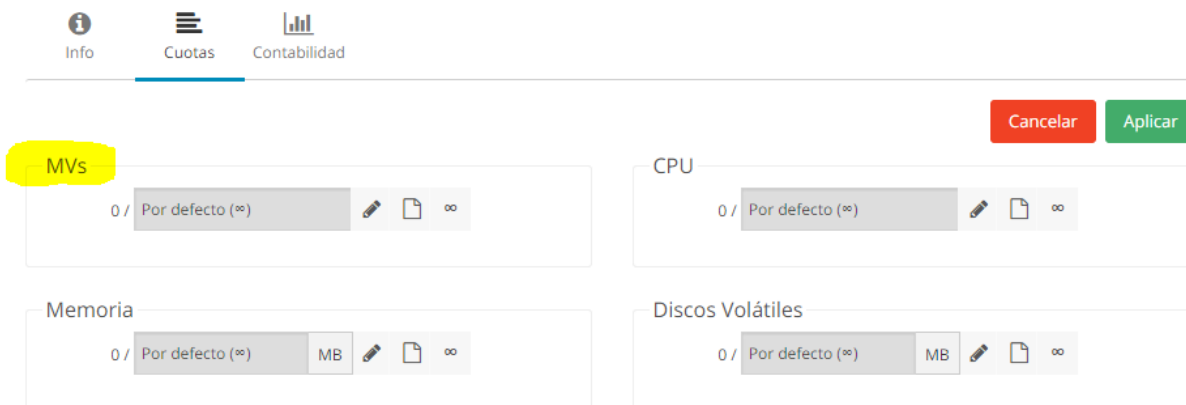 Info Cuotas Contabilidad
Cancelar Aplicar
MVs
0 / Por defecto (∞) ∞
CPU
0 / Por defecto (∞) ∞
Memoria
0 / Por defecto (∞) MB ∞
Discos Volátiles
0 / Por defecto (∞) MB ∞